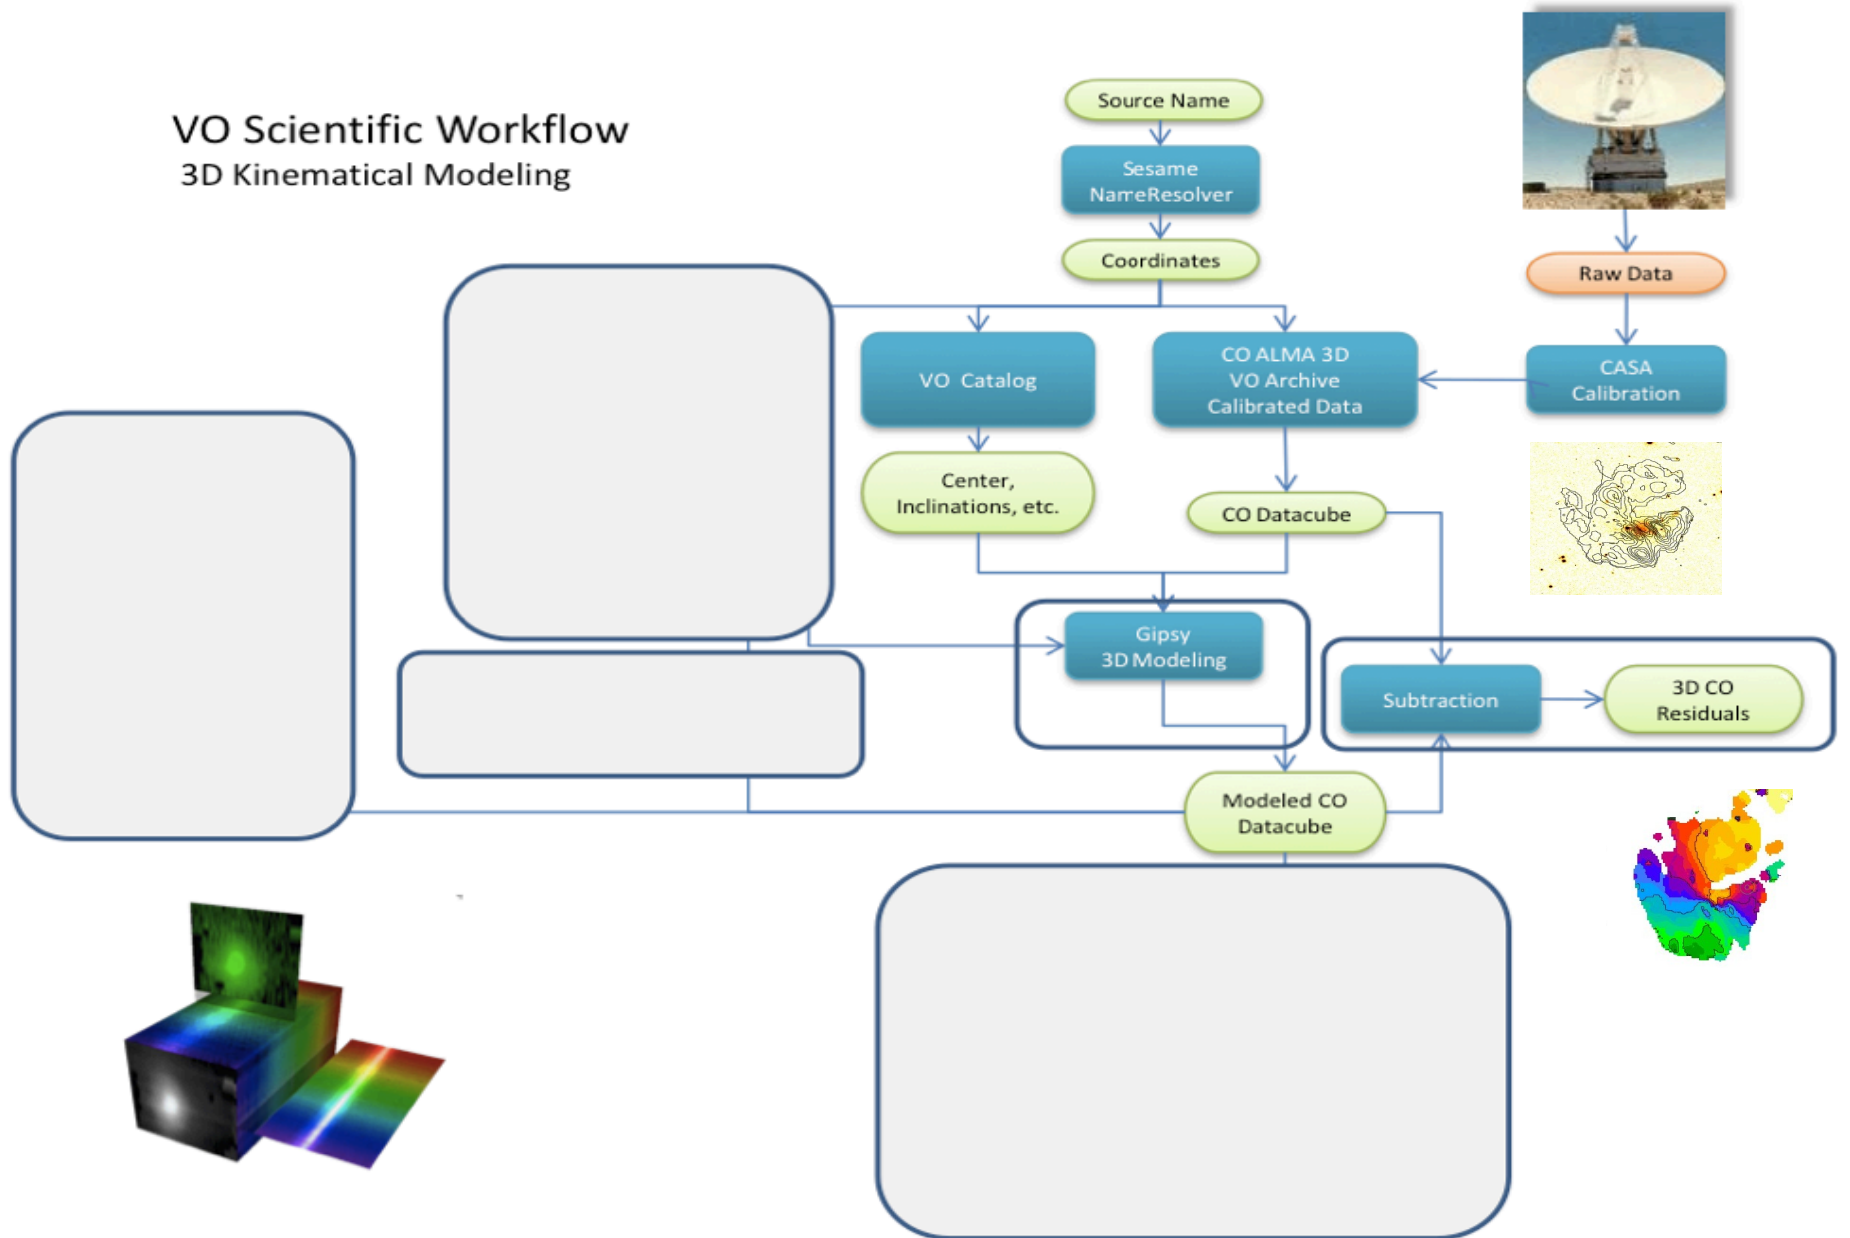 VO Scientific Workflow
3D Kinematical Modeling
Source Name
Sesame
NameResolver
Coordinates
Raw Data
VO Catalog
CO ALMA 3D
VO Archive
Calibrated Data
CASA
Calibration
Center,
Inclinations, etc.
CO Datacube
Gipsy
3D Modeling
Subtraction
3D CO
Residuals
Modeled CO
Datacube